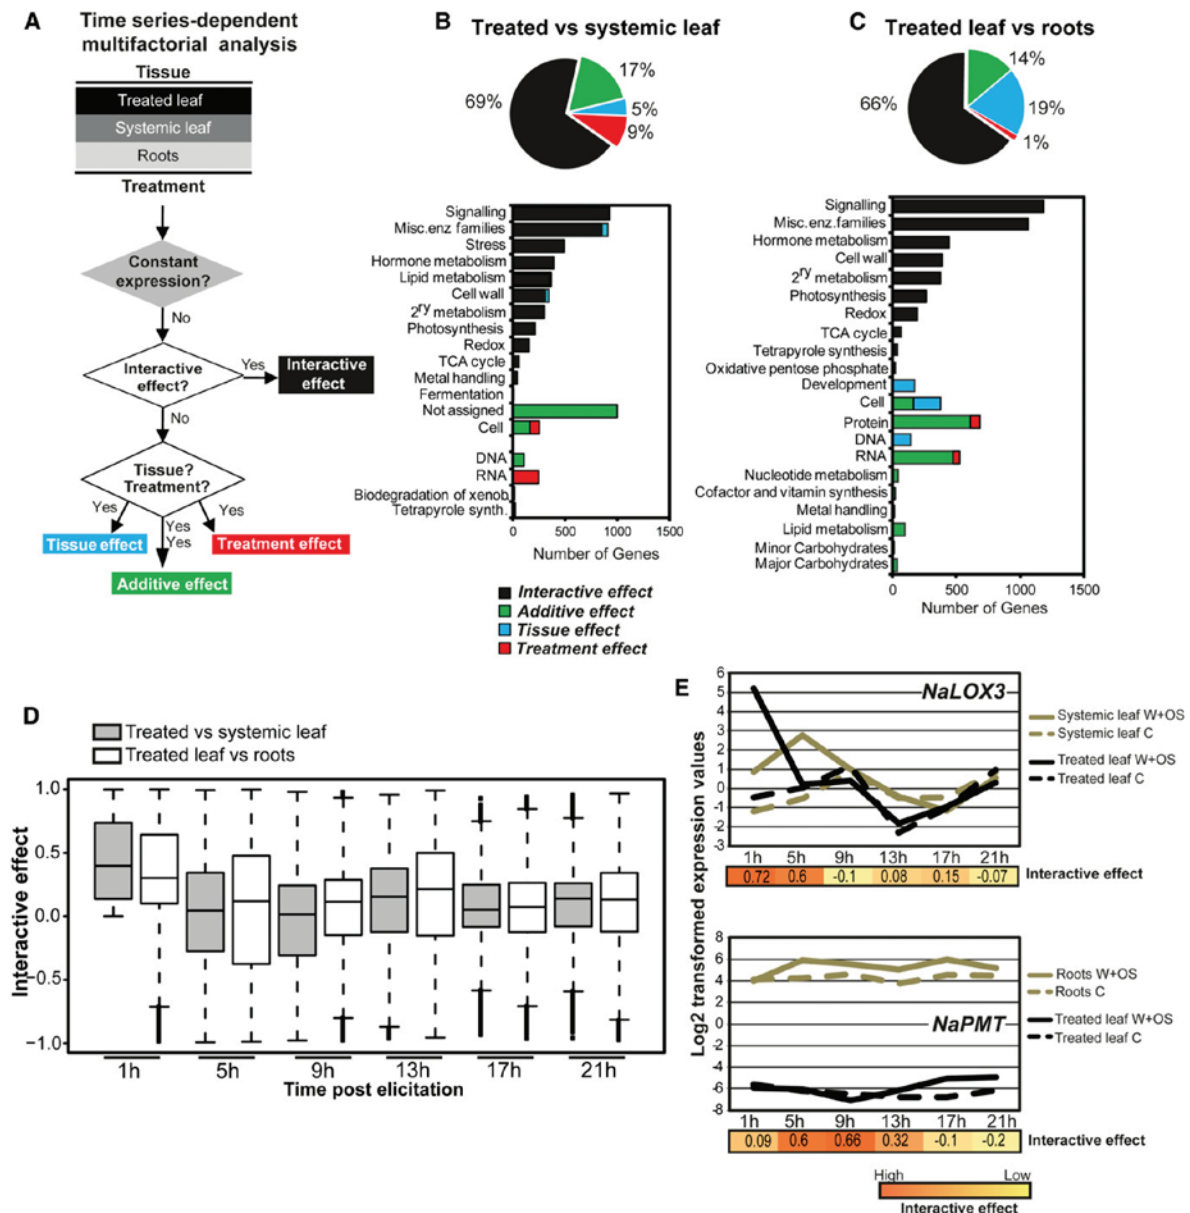 A
Time series-dependent
multifactorial analysis
Tissue
Treated leaf
Systemic leaf
Roots
Treatment
Constant
expression?
No
Interactive
effect?
Yes
Interactive
effect
No
Tissue?
Treatment?
Yes
Yes
Yes
Yes
Tissue effect
Treatment effect
Additive effect
B
Treated vs systemic leaf
69%
17%
5%
9%
Signalling
Misc.enz families
Stress
Hormone metabolism
Lipid metabolism
Cell wall
2ry metabolism
Photosynthesis
Redox
TCA cycle
Metal handling
Fermentation
Not assigned
Cell
DNA
RNA
Biodegradation of xenob.
Tetrapyrole synth.
0 500 1000 1500
Number of Genes
Interactive effect
Additive effect
Tissue effect
Treatment effect
C
Treated leaf vs roots
66%
14%
19%
1%
Signalling
Misc.enz.families
Hormone metabolism
Cell wall
2ry metabolism
Photosynthesis
Redox
TCA cycle
Tetrapyrole synthesis
Oxidative pentose phosphate
Development
Cell
Protein
DNA
RNA
Nucleotide metabolism
Cofactor and vitamin synthesis
Metal handling
Lipid metabolism
Minor Carbohydrates
Major Carbohydrates
0 500 1000 1500
Number of Genes
D
Treated vs systemic leaf
Treated leaf vs roots
Interactive effect
1.0
0.5
0.0
−0.5
−1.0
1h 5h 9h 13h 17h 21h
Time post elicitation
E
Log2 transformed expression values
6
5
4
3
2
1
0
-1
-2
-3
NaLOX3
Systemic leaf W+OS
Systemic leaf C
Treated leaf W+OS
Treated leaf C
1h 5h 9h 13h 17h 21h
0.72 0.6 -0.1 0.08 0.15 -0.07
Interactive effect
8
6
4
2
0
-2
-4
-6
-8
NaPMT
Roots W+OS
Roots C
Treated leaf W+OS
Treated leaf C
1h 5h 9h 13h 17h 21h
0.09 0.6 0.66 0.32 -0.1 -0.2
Interactive effect
High Low
Interactive effect